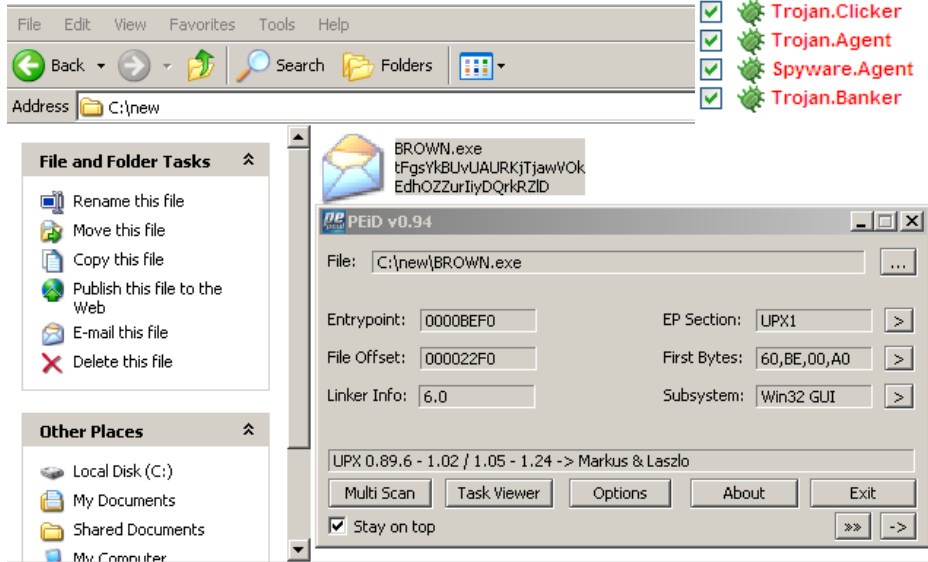 File Edit View Favorites Tools Help
Back Search Folders
Address C:\new
Trojan.Clicker
Trojan.Agent
Spyware.Agent
Trojan.Banker
File and Folder Tasks
Rename this file
Move this file
Copy this file
Publish this file to the
Web
E-mail this file
Delete this file
Other Places
Local Disk (C:)
My Documents
Shared Documents
My Computer
BROWN.exe
tFgsYkBUvUAURKjTjawVOk
EdhOZZurIiyDQrkRZlD
PEiD v0.94
File: C:\new\BROWN.exe ...
Entrypoint: 0000BEF0 EP Section: UPX1 >
File Offset: 000022F0 First Bytes: 60,BE,00,A0 >
Linker Info: 6.0 Subsystem: Win32 GUI >
UPX 0.89.6 - 1.02 / 1.05 - 1.24 -> Markus & Laszlo
Multi Scan Task Viewer Options About Exit
Stay on top »» ->